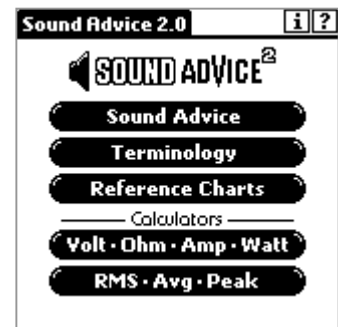 Sound Advice 2.0 i ?
SOUND ADVICE2
Sound Advice
Terminology
Reference Charts
Calculators
Volt · Ohm · Amp · Watt
RMS · Avg · Peak